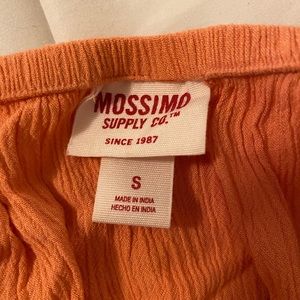 MOSSIMO
SUPPLY CO.™
SINCE 1987
S
MADE IN INDIA
HECHO EN INDIA